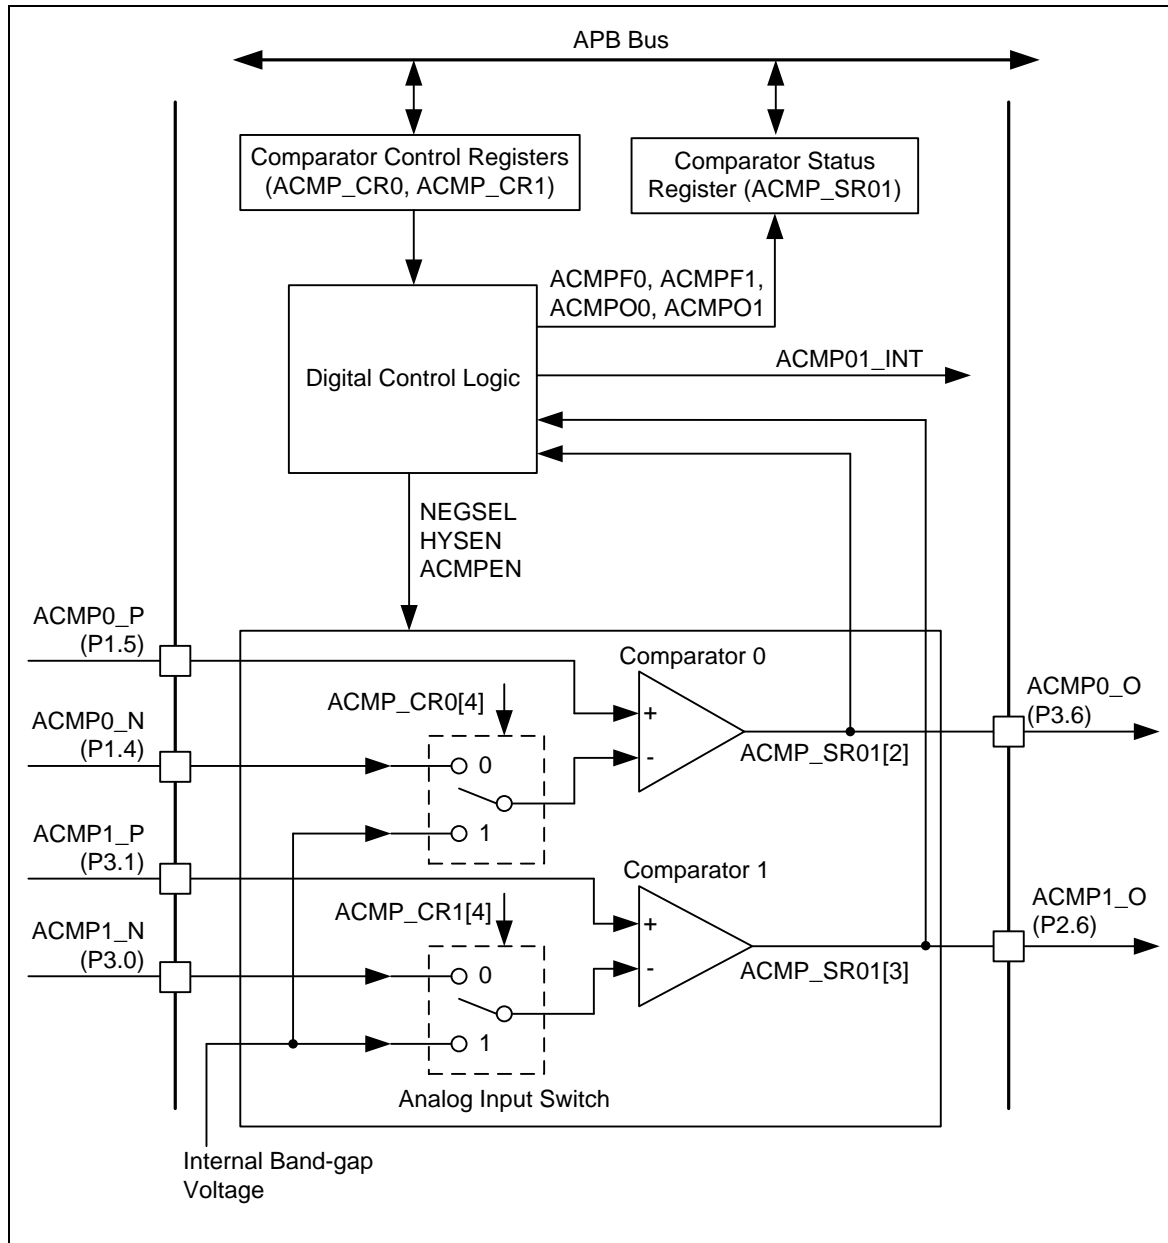 APB Bus
Comparator Control Registers
(ACMP_CR0, ACMP_CR1)
Comparator Status
Register (ACMP_SR01)
ACMPF0, ACMPF1,
ACMPO0, ACMPO1
Digital Control Logic
ACMP01_INT
NEGSEL
HYSEN
ACMPEN
ACMP0_P
(P1.5)
Comparator 0
ACMP_CR0[4]
ACMP0_N
(P1.4)
+
-
0
1
ACMP_SR01[2]
ACMP0_O
(P3.6)
ACMP1_P
(P3.1)
Comparator 1
ACMP_CR1[4]
ACMP1_N
(P3.0)
+
-
0
1
ACMP_SR01[3]
ACMP1_O
(P2.6)
Analog Input Switch
Internal Band-gap
Voltage